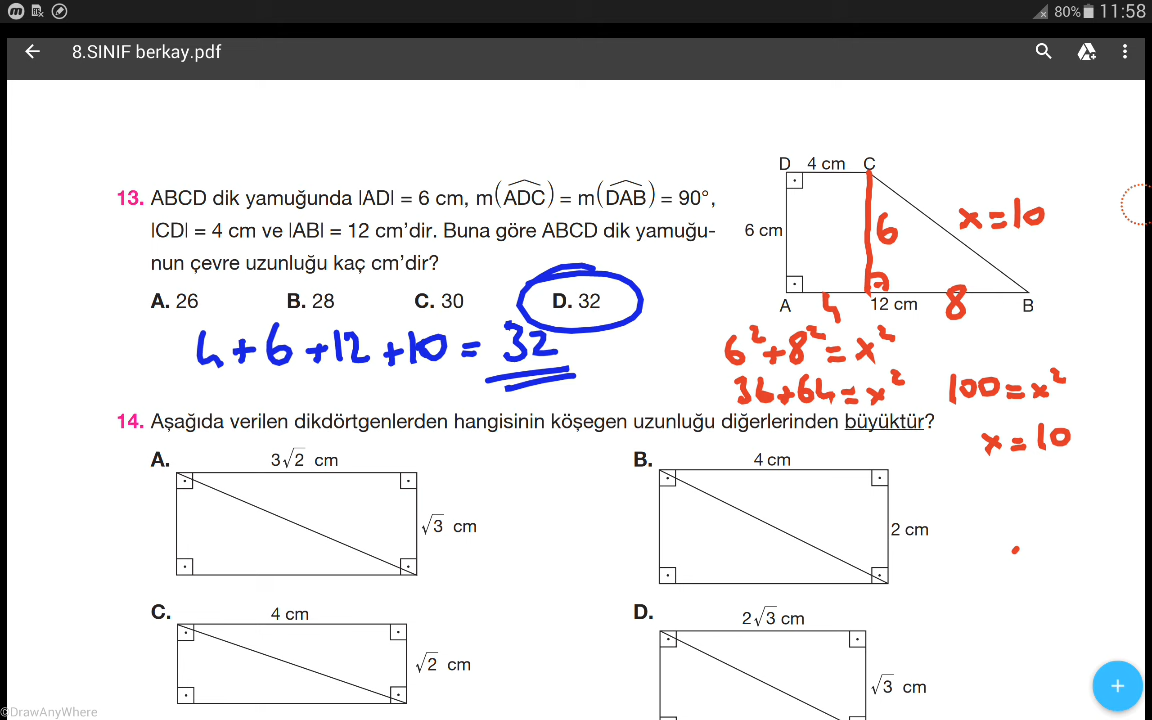 80% 11:58
8.SINIF berkay.pdf
13. ABCD dik yamuğunda |AD| = 6 cm, m(ADC) = m(DAB) = 90°,
|CD| = 4 cm ve |AB| = 12 cm'dir. Buna göre ABCD dik yamuğu-
nun çevre uzunluğu kaç cm'dir?
A. 26 B. 28 C. 30 D. 32
4+6+12+10=32
D 4 cm C
6 cm 6 x=10
A 4 12 cm 8 B
6²+8²=x²
36+64=x² 100=x²
x=10
14. Aşağıda verilen dikdörtgenlerden hangisinin köşegen uzunluğu diğerlerinden büyüktür?
A. 3√2 cm
√3 cm
B. 4 cm
2 cm
C. 4 cm
√2 cm
D. 2√3 cm
√3 cm
©DrawAnyWhere